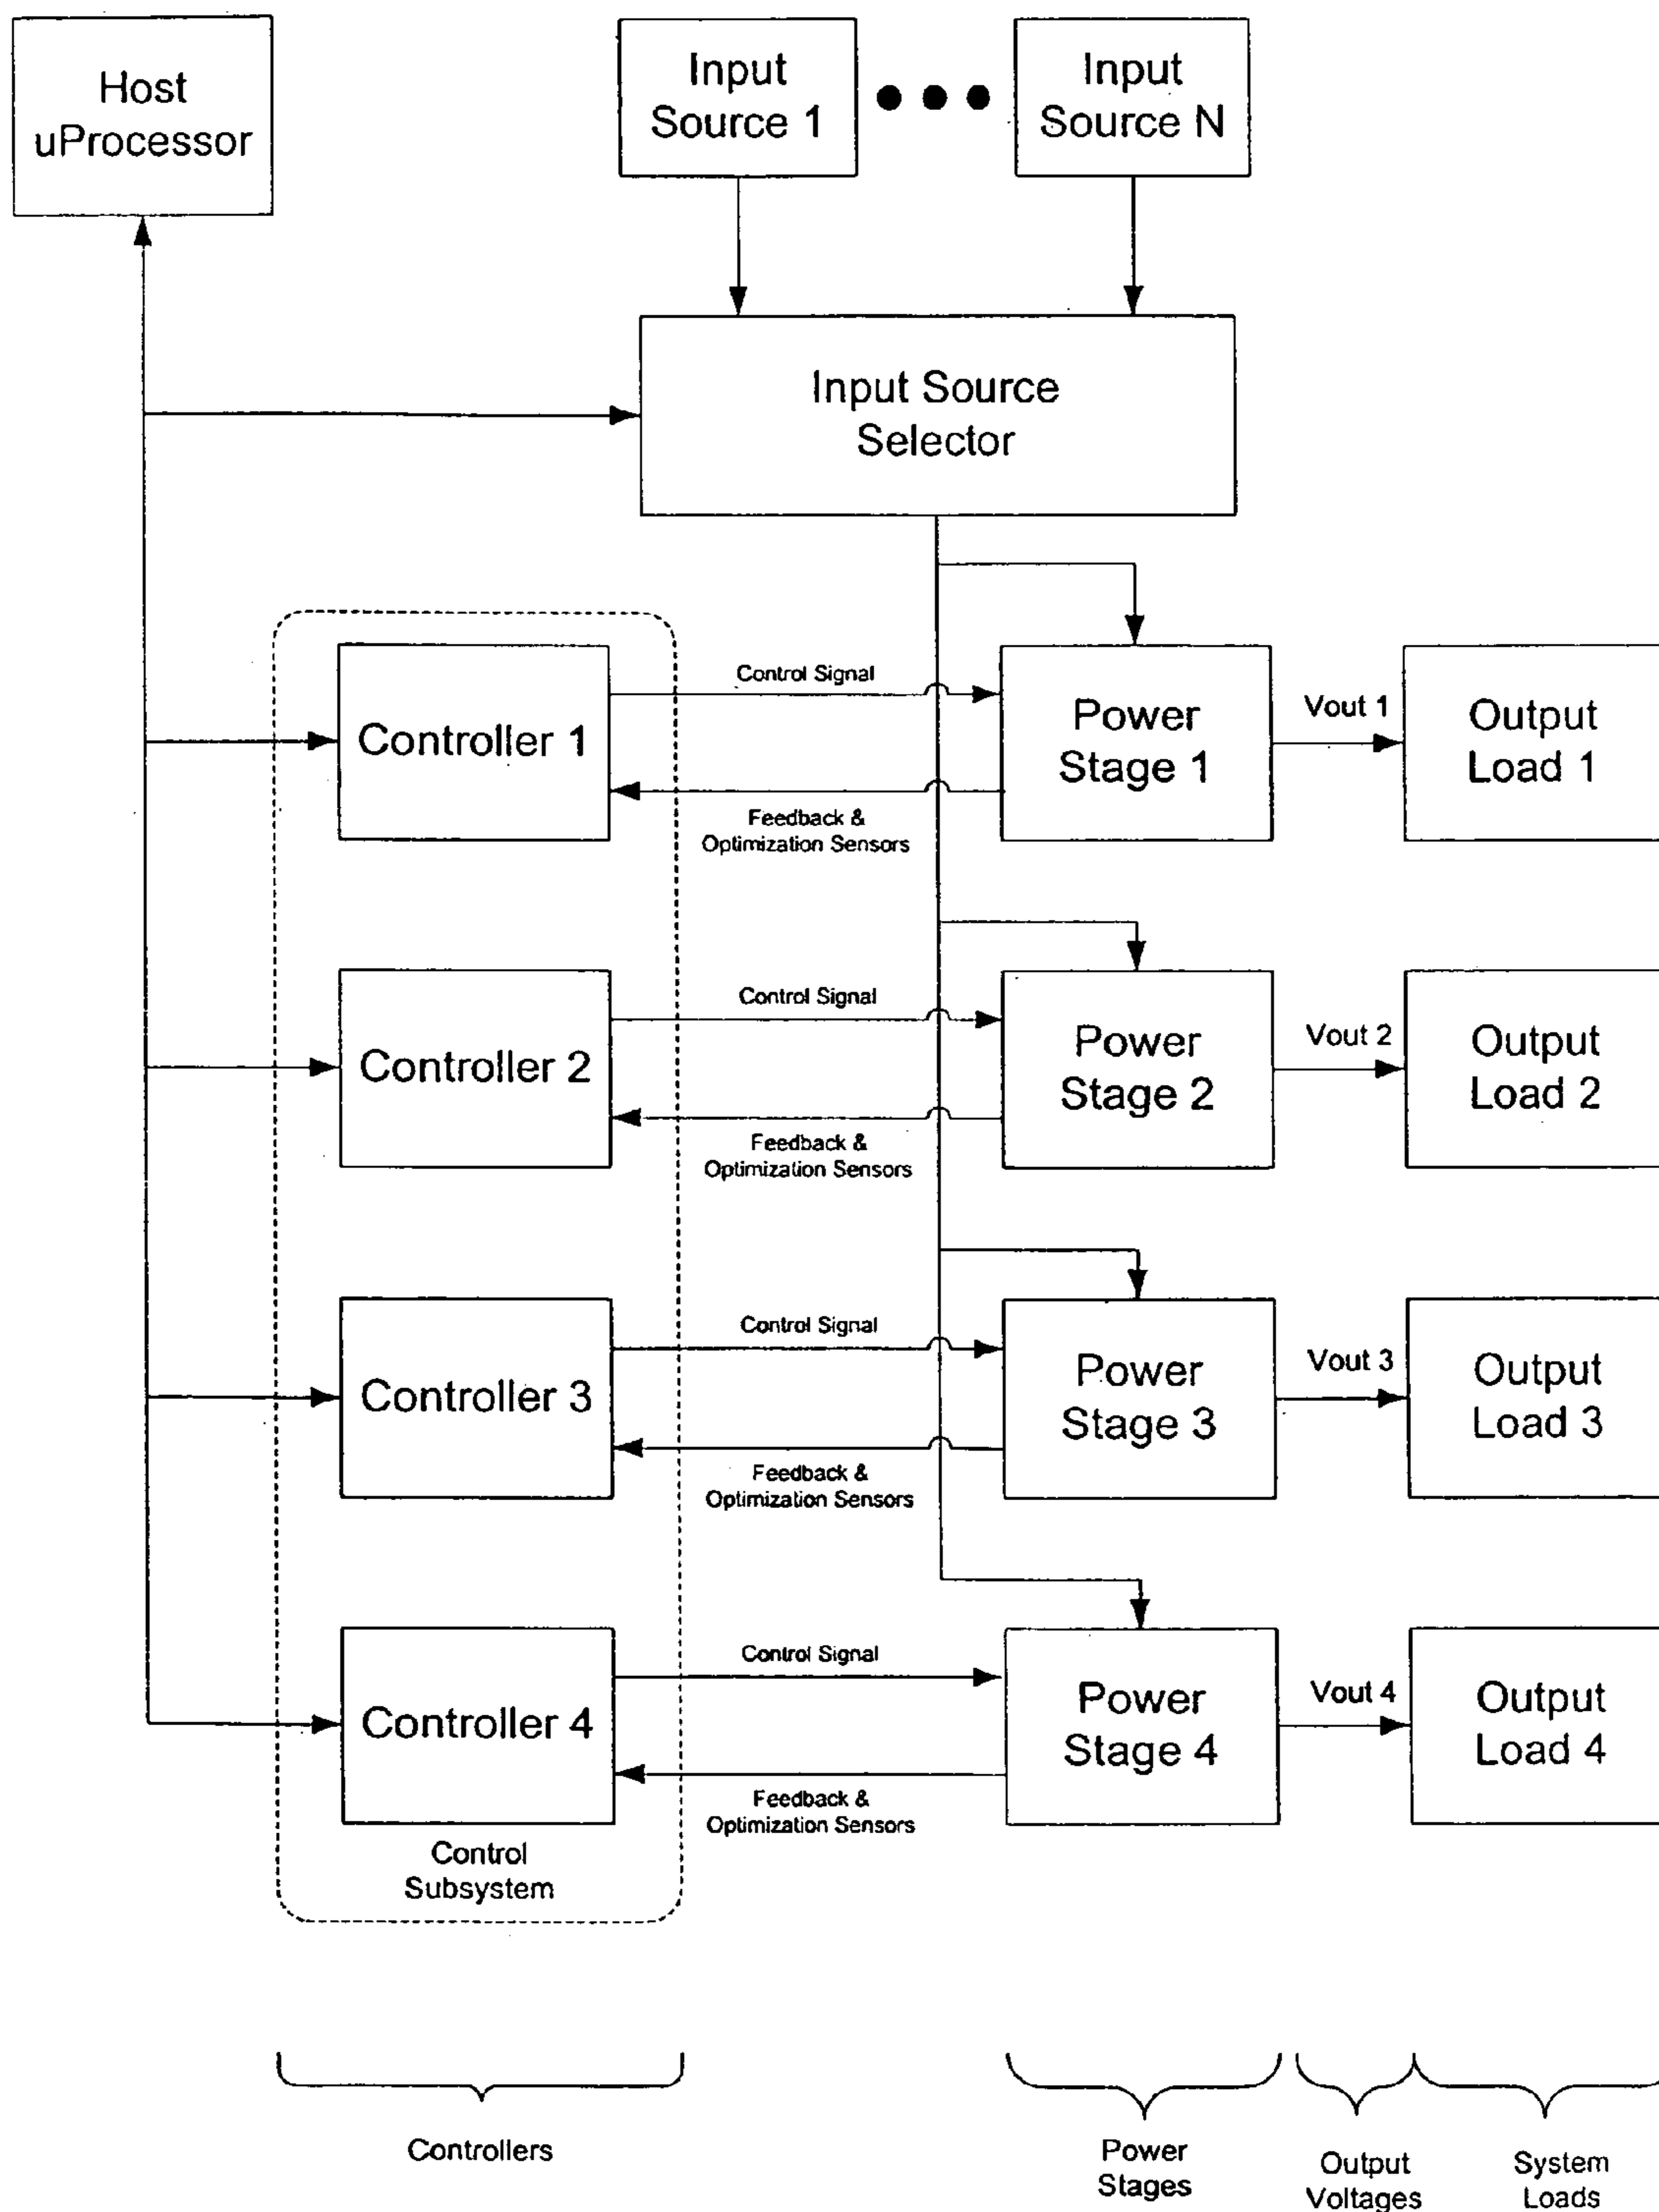 Host
uProcessor
Input
Source 1
Input
Source N
Input Source
Selector
Control Signal
Controller 1
Feedback &
Optimization Sensors
Power
Stage 1
Vout 1
Output
Load 1
Control Signal
Controller 2
Feedback &
Optimization Sensors
Power
Stage 2
Vout 2
Output
Load 2
Control Signal
Controller 3
Feedback &
Optimization Sensors
Power
Stage 3
Vout 3
Output
Load 3
Control Signal
Controller 4
Feedback &
Optimization Sensors
Power
Stage 4
Vout 4
Output
Load 4
Control
Subsystem
Controllers
Power
Stages
Output
Voltages
System
Loads